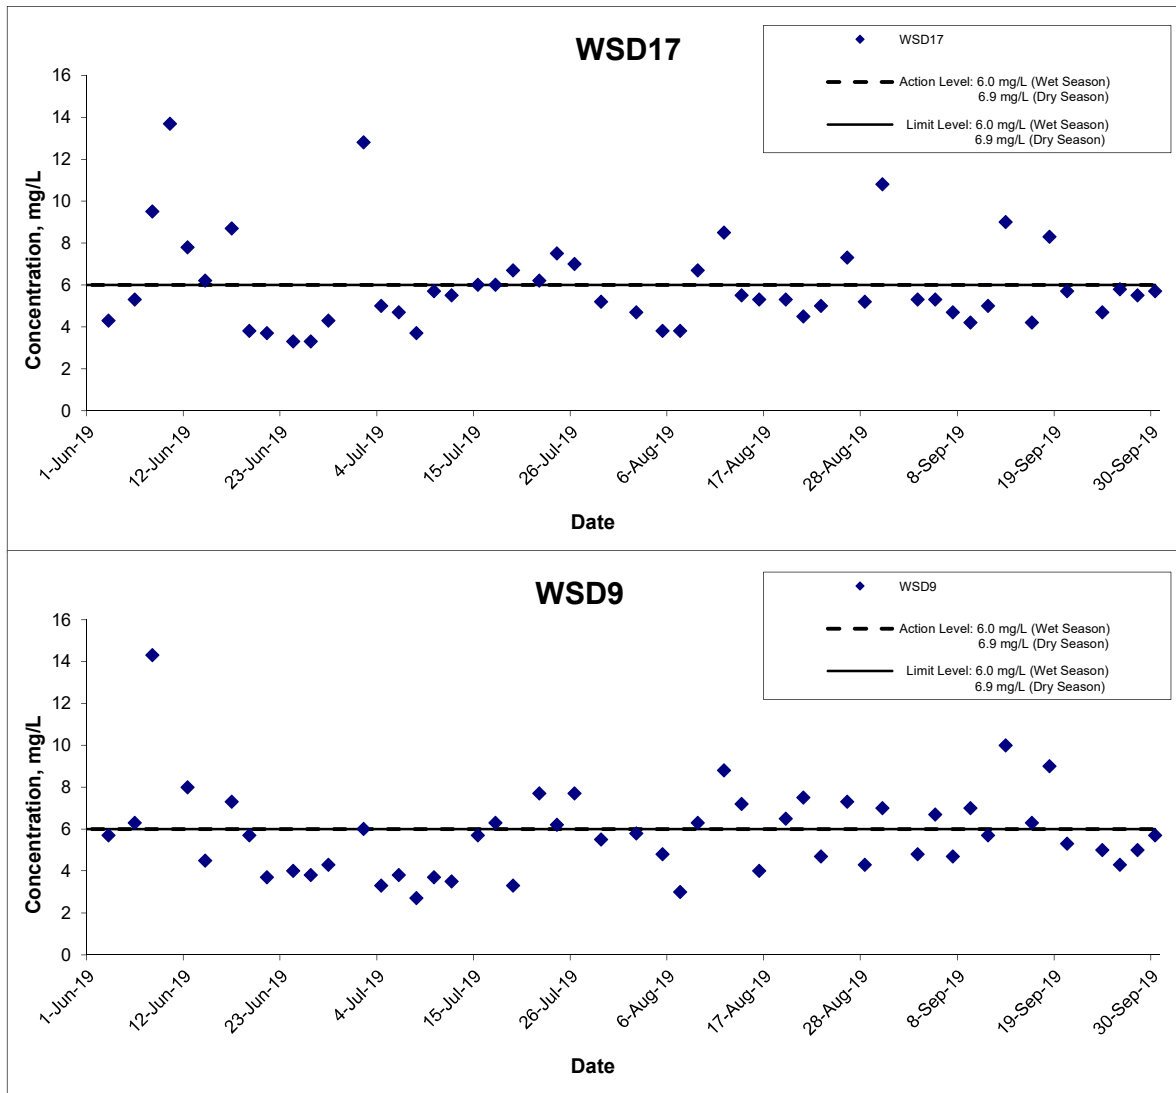 WSD17
WSD17
Action Level: 6.0 mg/L (Wet Season)
6.9 mg/L (Dry Season)
Limit Level: 6.0 mg/L (Wet Season)
6.9 mg/L (Dry Season)
Concentration, mg/L
16
14
12
10
8
6
4
2
0
1-Jun-19
12-Jun-19
23-Jun-19
4-Jul-19
15-Jul-19
26-Jul-19
6-Aug-19
17-Aug-19
28-Aug-19
8-Sep-19
19-Sep-19
30-Sep-19
Date
WSD9
WSD9
Action Level: 6.0 mg/L (Wet Season)
6.9 mg/L (Dry Season)
Limit Level: 6.0 mg/L (Wet Season)
6.9 mg/L (Dry Season)
Concentration, mg/L
16
14
12
10
8
6
4
2
0
1-Jun-19
12-Jun-19
23-Jun-19
4-Jul-19
15-Jul-19
26-Jul-19
6-Aug-19
17-Aug-19
28-Aug-19
8-Sep-19
19-Sep-19
30-Sep-19
Date